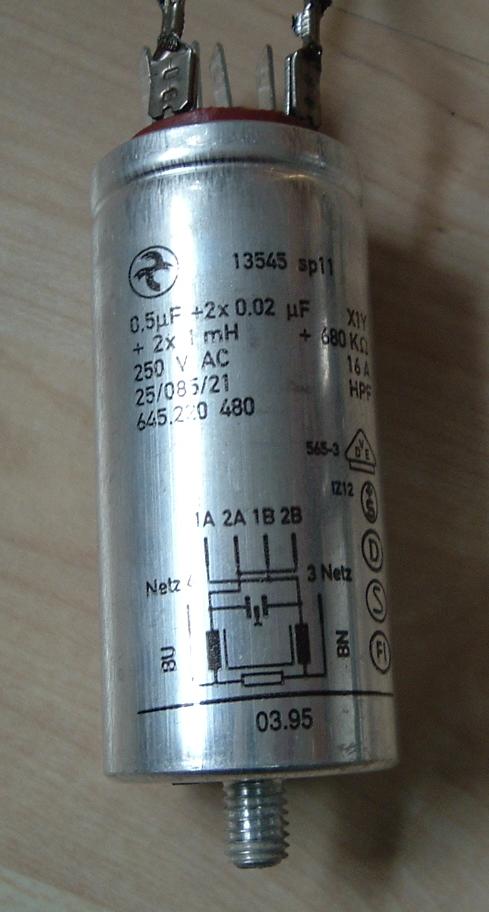 13545 sp11
0.5µF +2x 0.02 µF X1Y
+ 2x 1 mH + 680 KΩ
250 V AC 16 A
25/085/21 HPF
645.220 480
565-3
VDE
1Z12
S
D
S
FI
1A 2A 1B 2B
Netz 3 Netz
BU BN
03.95